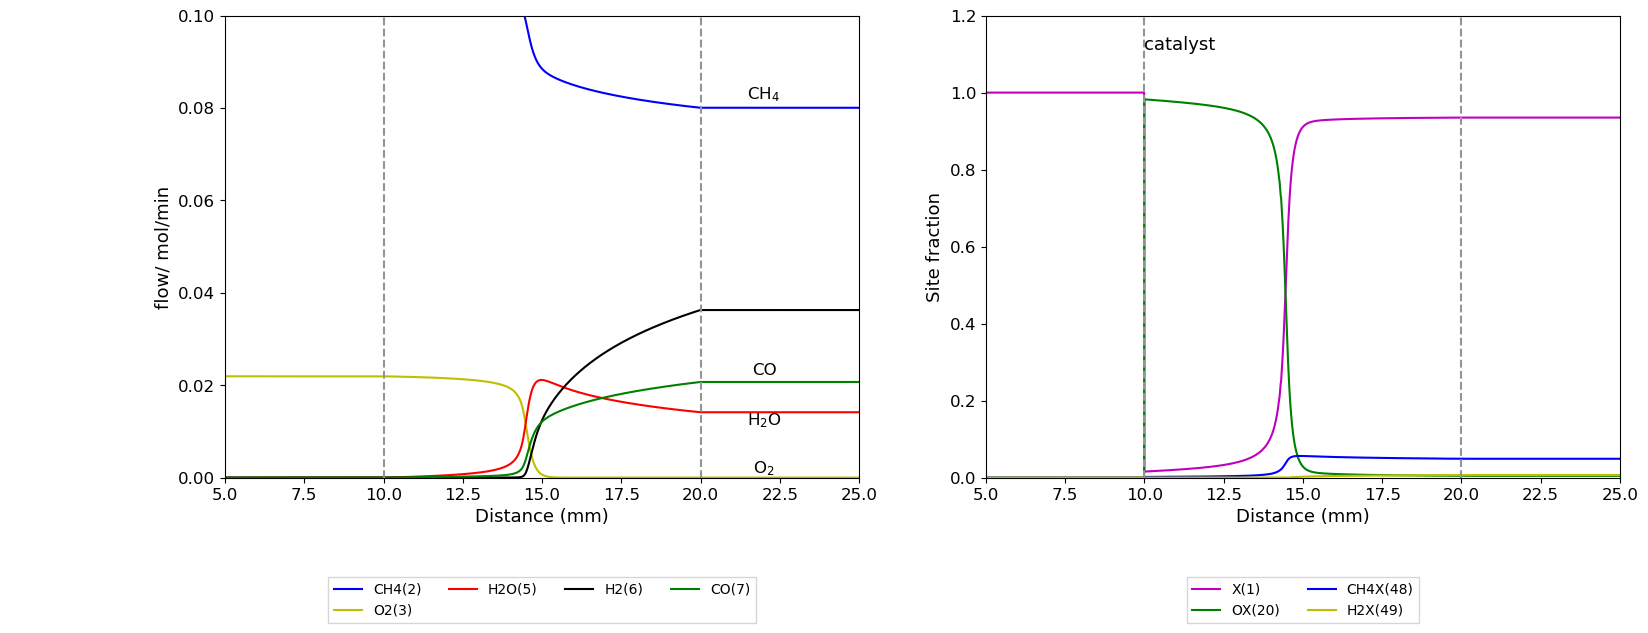 0.10
0.08
0.06
0.04
0.02
0.00
flow/ mol/min
CH₄
CO
H₂O
O₂
5.0 7.5 10.0 12.5 15.0 17.5 20.0 22.5 25.0
Distance (mm)
CH4(2) H2O(5) H2(6) CO(7)
O2(3)
1.2
1.0
0.8
0.6
0.4
0.2
0.0
Site fraction
catalyst
5.0 7.5 10.0 12.5 15.0 17.5 20.0 22.5 25.0
Distance (mm)
X(1) CH4X(48)
OX(20) H2X(49)